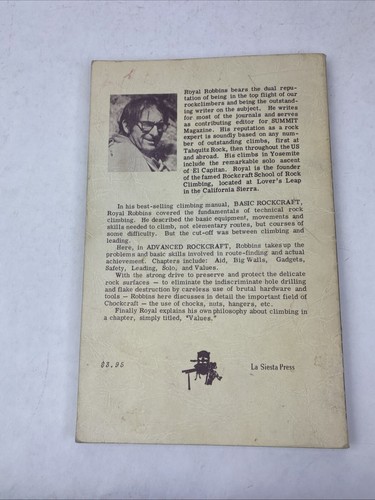 Royal Robbins bears the dual repu-
tation of being in the top flight of our
rockclimbers and being the outstand-
ing writer on the subject. He writes
for most of the journals and serves
as contributing editor for SUMMIT
Magazine. His reputation as a rock
expert is soundly based on any num-
ber of outstanding climbs, first at
Tahquitz Rock, then throughout the US
and abroad. His climbs in Yosemite
include the remarkable solo ascent
of El Capitan. Royal is the founder
of the famed Rockcraft School of Rock
Climbing, located at Lover's Leap
in the California Sierra.
In his best-selling climbing manual, BASIC ROCKCRAFT,
Royal Robbins covered the fundamentals of technical rock
climbing. He described the basic equipment, movements and
skills needed to climb, not elementary routes, but courses of
some difficulty. But the cut-off was between climbing and
leading.
Here, in ADVANCED ROCKCRAFT, Robbins takes up the
problems and basic skills involved in route-finding and actual
achievement. Chapters include: Aid, Big Walls, Gadgets,
Safety, Leading, Solo, and Values.
With the strong drive to preserve and protect the delicate
rock surfaces - to eliminate the indiscriminate hole drilling
and flake destruction by careless use of brutal hardware and
tools - Robbins here discusses in detail the important field of
Chockcraft - the use of chocks, nuts, hangers, etc.
Finally Royal explains his own philosophy about climbing in
a chapter, simply titled, "Values."
$3.95
La Siesta Press